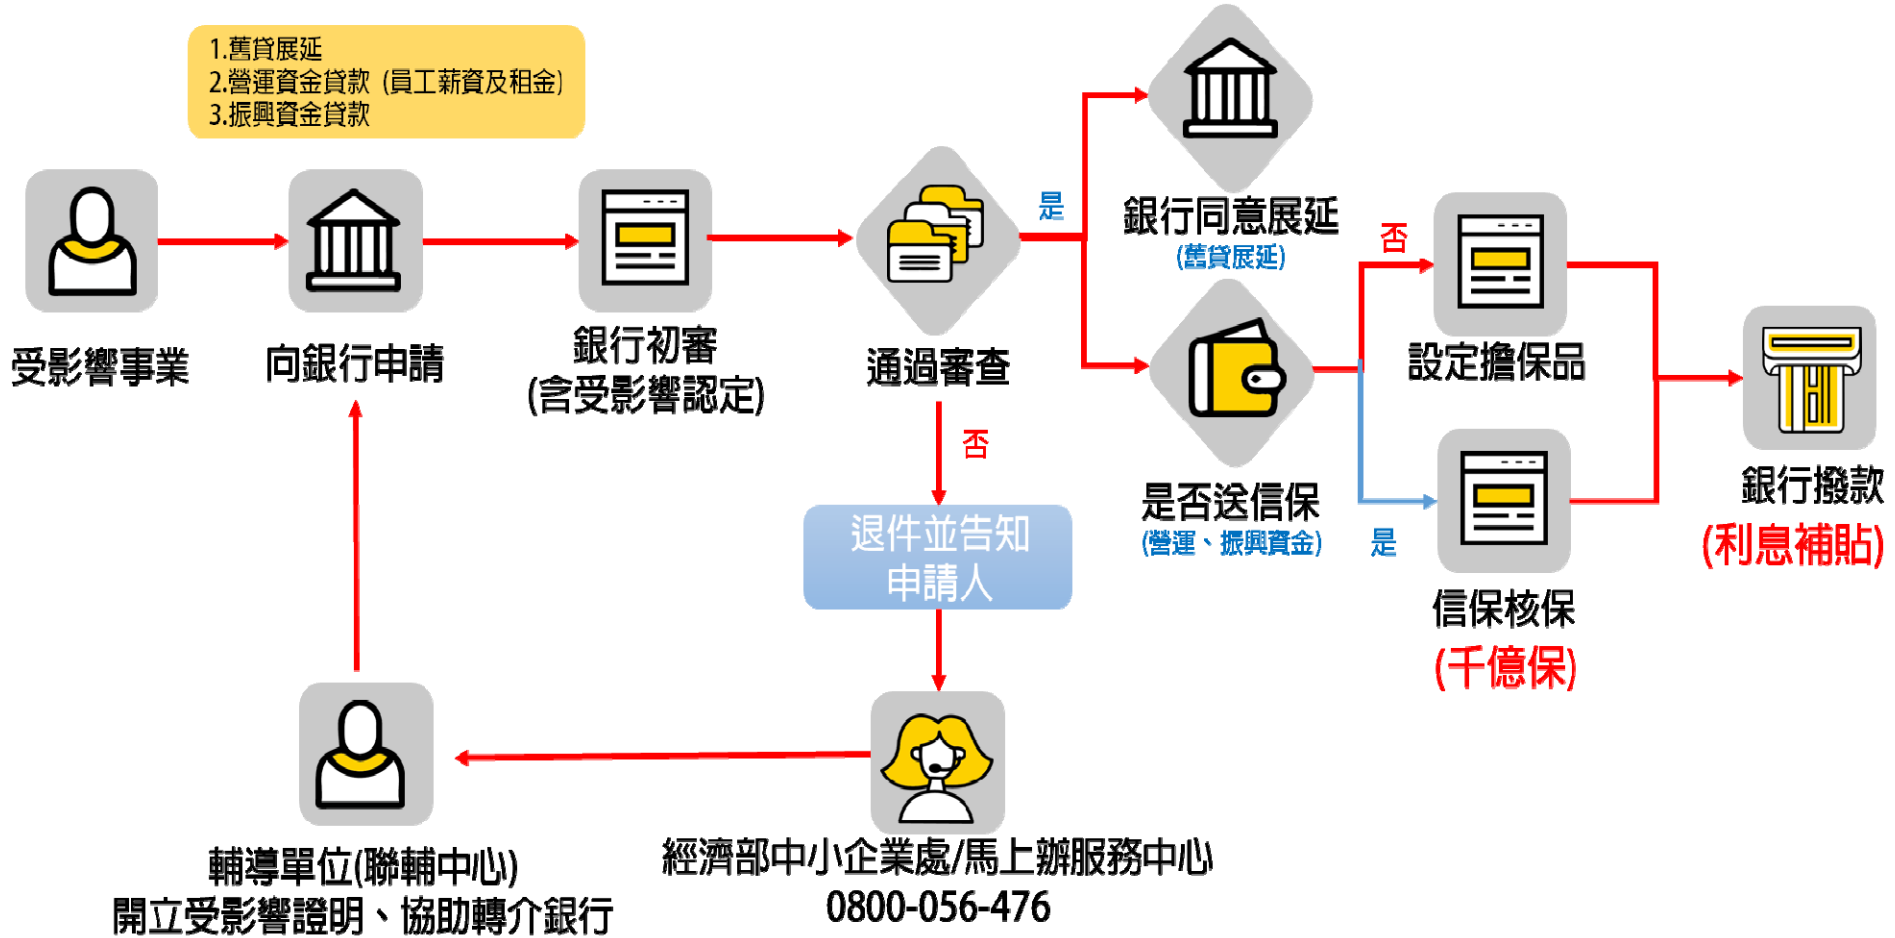 1.舊貸展延
2.營運資金貸款 (員工薪資及租金)
3.振興資金貸款
受影響事業
向銀行申請
銀行初審
(含受影響認定)
通過審查
是
否
銀行同意展延
(舊貸展延)
是否送信保
(營運、振興資金)
否
是
設定擔保品
信保核保
(千億保)
銀行撥款
(利息補貼)
退件並告知
申請人
經濟部中小企業處/馬上辦服務中心
0800-056-476
輔導單位(聯輔中心)
開立受影響證明、協助轉介銀行